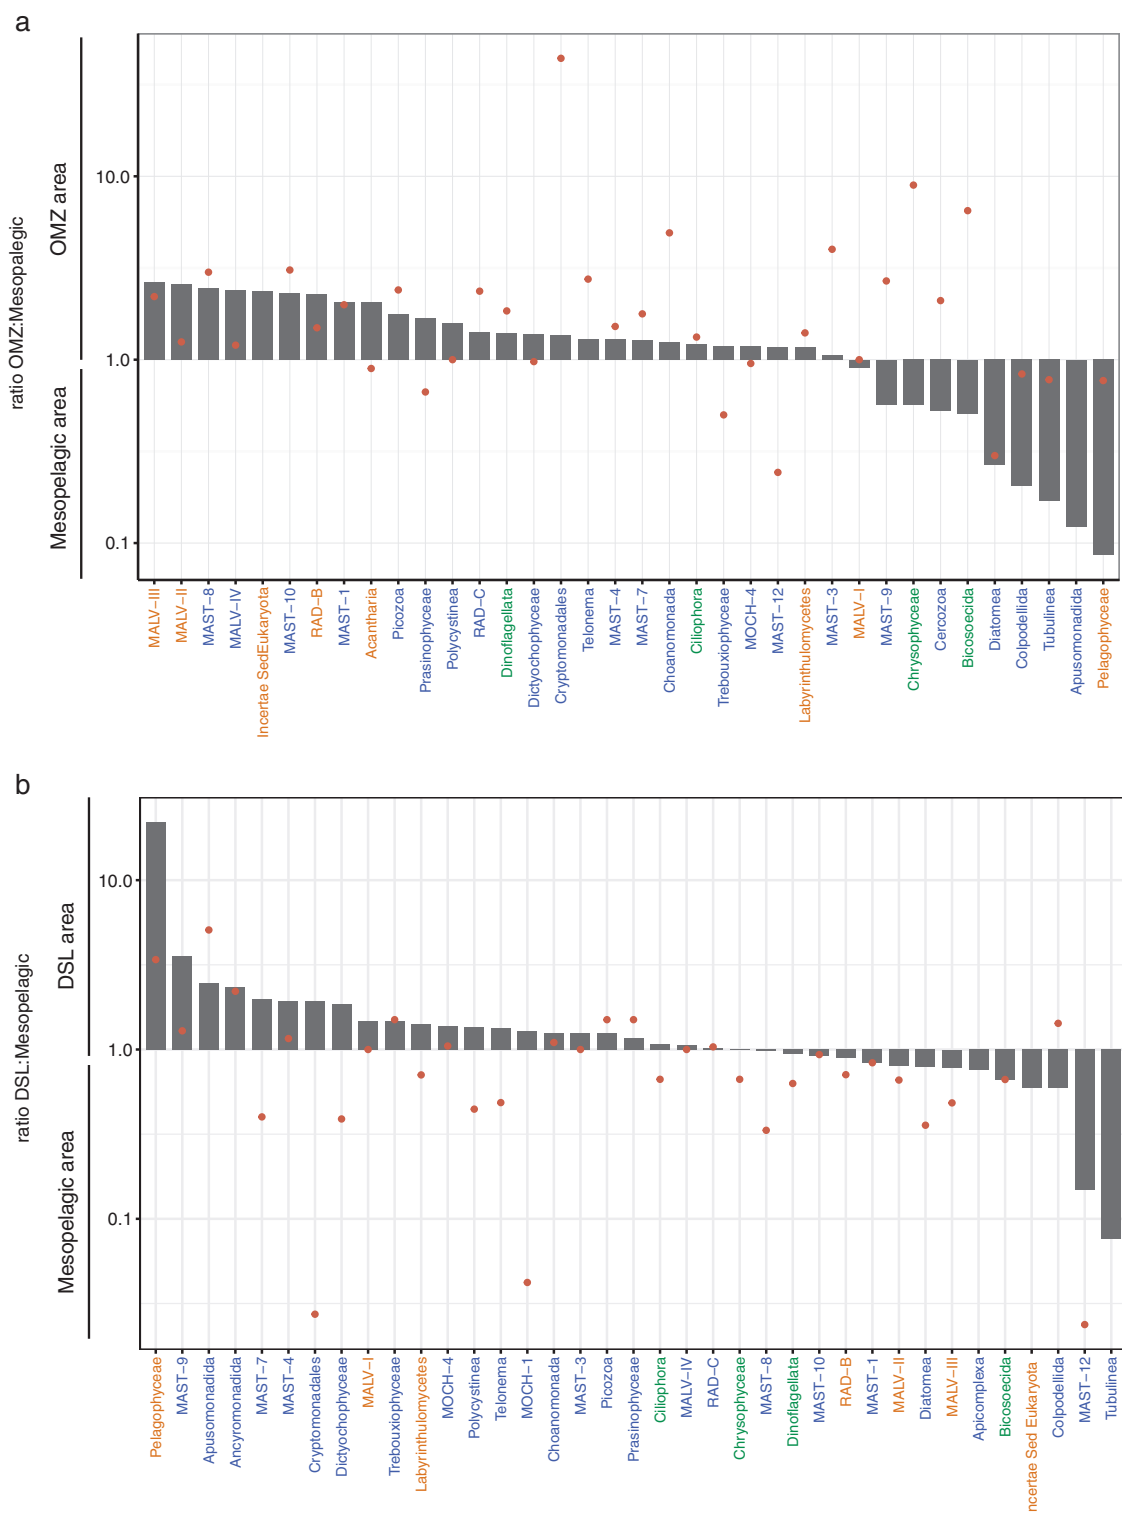 a
ratio OMZ:Mesopalegic
OMZ area
Mesopelagic area
10.0
1.0
0.1
MALV-III
MALV-II
MAST-8
MALV-IV
Incertae SedEukaryota
MAST-10
RAD-B
MAST-1
Acantharia
Picozoa
Prasinophyceae
Polycystinea
RAD-C
Dinoflagellata
Dictyochophyceae
Cryptomonadales
Telonema
MAST-4
MAST-7
Choanomonada
Ciliophora
Trebouxiophyceae
MOCH-4
MAST-12
Labyrinthulomycetes
MAST-3
MALV-I
MAST-9
Chrysophyceae
Cercozoa
Bicosoecida
Diatomea
Colpodellida
Tubulinea
Apusomonadida
Pelagophyceae
b
ratio DSL:Mesopelagic
DSL area
Mesopelagic area
10.0
1.0
0.1
Pelagophyceae
MAST-9
Apusomonadida
Ancyromonadida
MAST-7
MAST-4
Cryptomonadales
Dictyochophyceae
MALV-I
Trebouxiophyceae
Labyrinthulomycetes
MOCH-4
Polycystinea
Telonema
MOCH-1
Choanomonada
MAST-3
Picozoa
Prasinophyceae
Ciliophora
MALV-IV
RAD-C
Chrysophyceae
MAST-8
Dinoflagellata
MAST-10
RAD-B
MAST-1
MALV-II
Diatomea
MALV-III
Apicomplexa
Bicosoecida
ncertae Sed Eukaryota
Colpodellida
MAST-12
Tubulinea